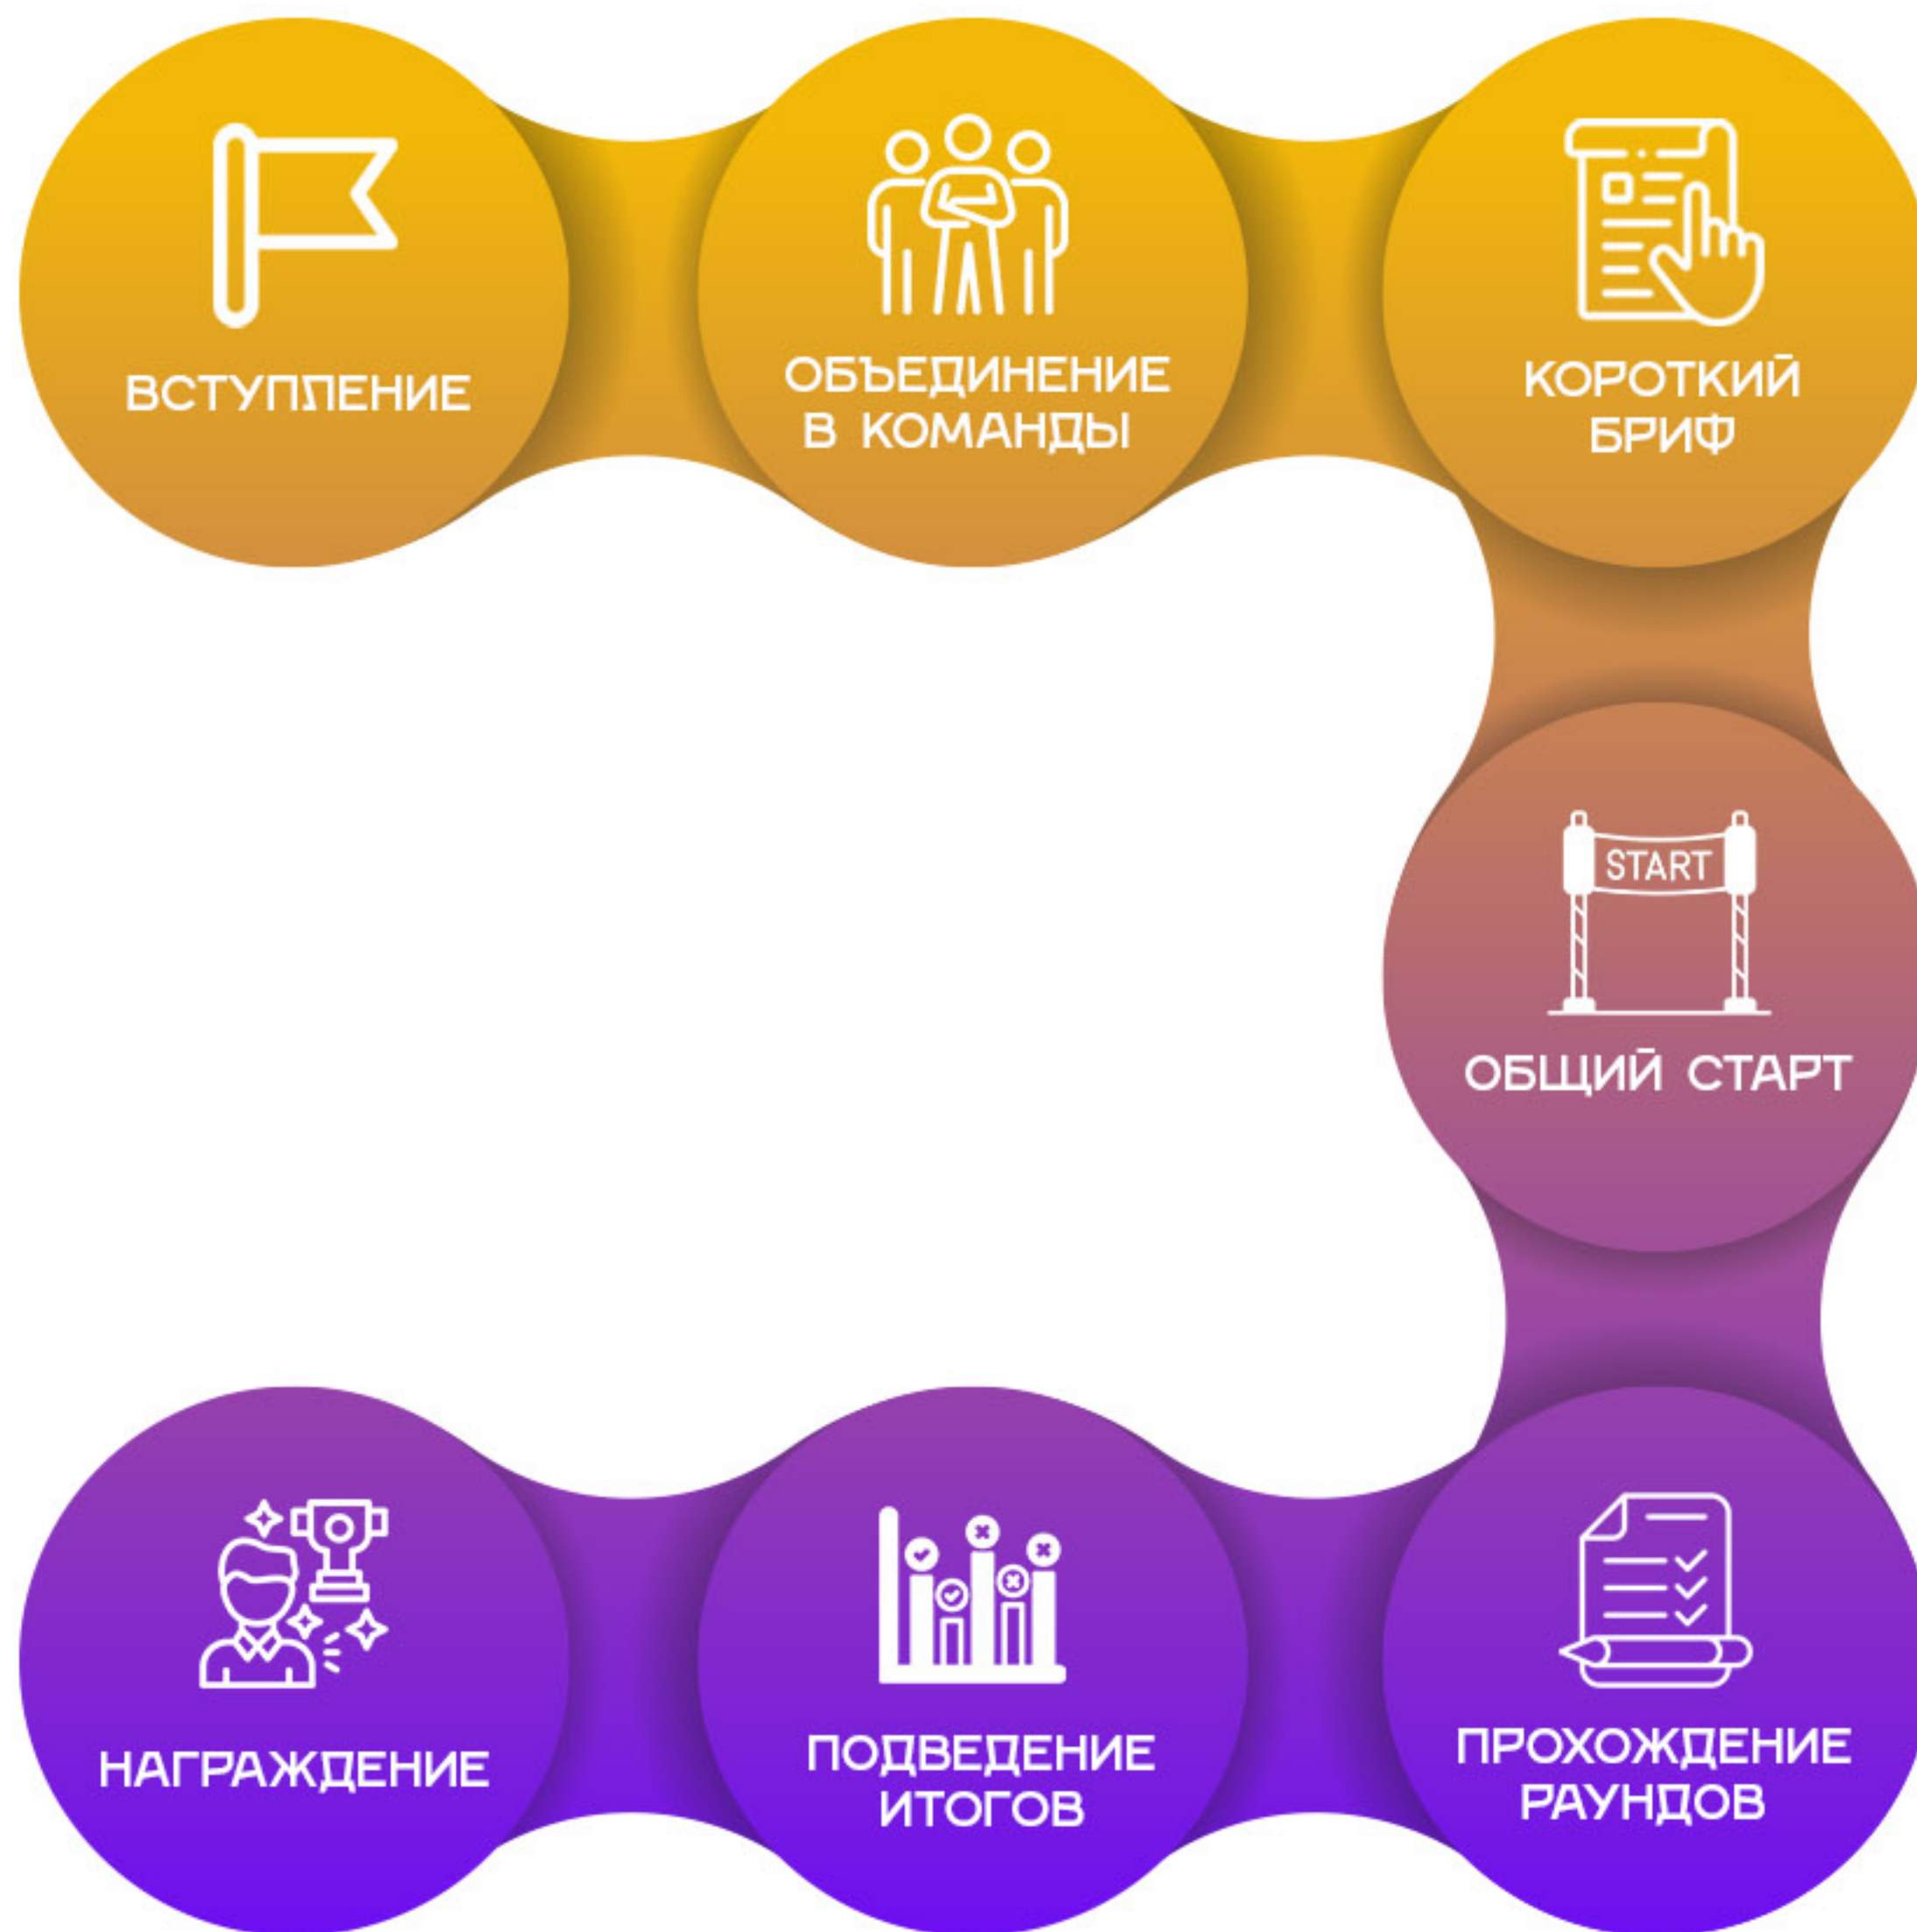 ВСТУПЛЕНИЕ
ОБЪЕДИНЕНИЕ
В КОМАНДЫ
КОРОТКИЙ
БРИФ
START
ОБЩИЙ СТАРТ
ПРОХОЖДЕНИЕ
РАУНДОВ
ПОДВЕДЕНИЕ
ИТОГОВ
НАГРАЖДЕНИЕ